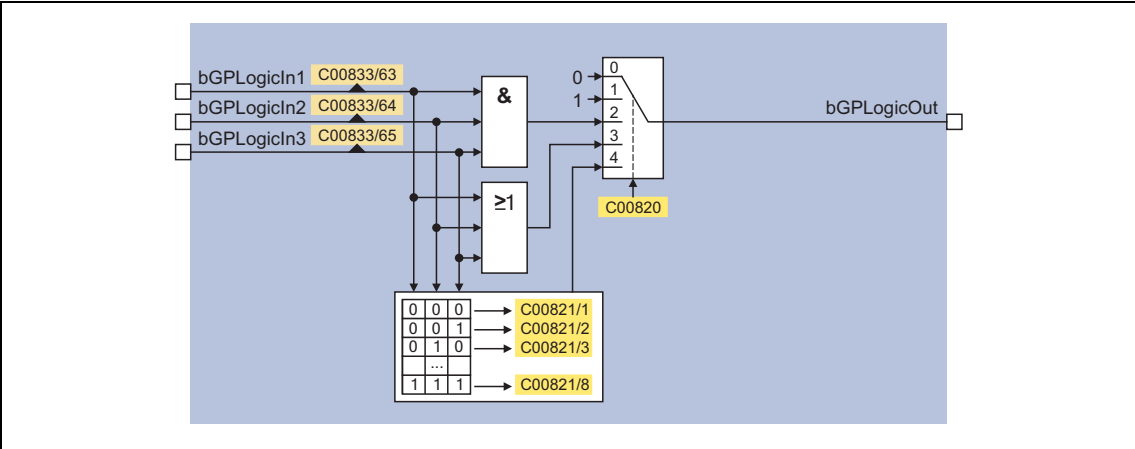 bGPLogicIn1 C00833/63
bGPLogicIn2 C00833/64
bGPLogicIn3 C00833/65
&
≥1
0
1
0
1
2
3
4
C00820
bGPLogicOut
0 0 0 C00821/1
0 0 1 C00821/2
0 1 0 C00821/3
...
1 1 1 C00821/8